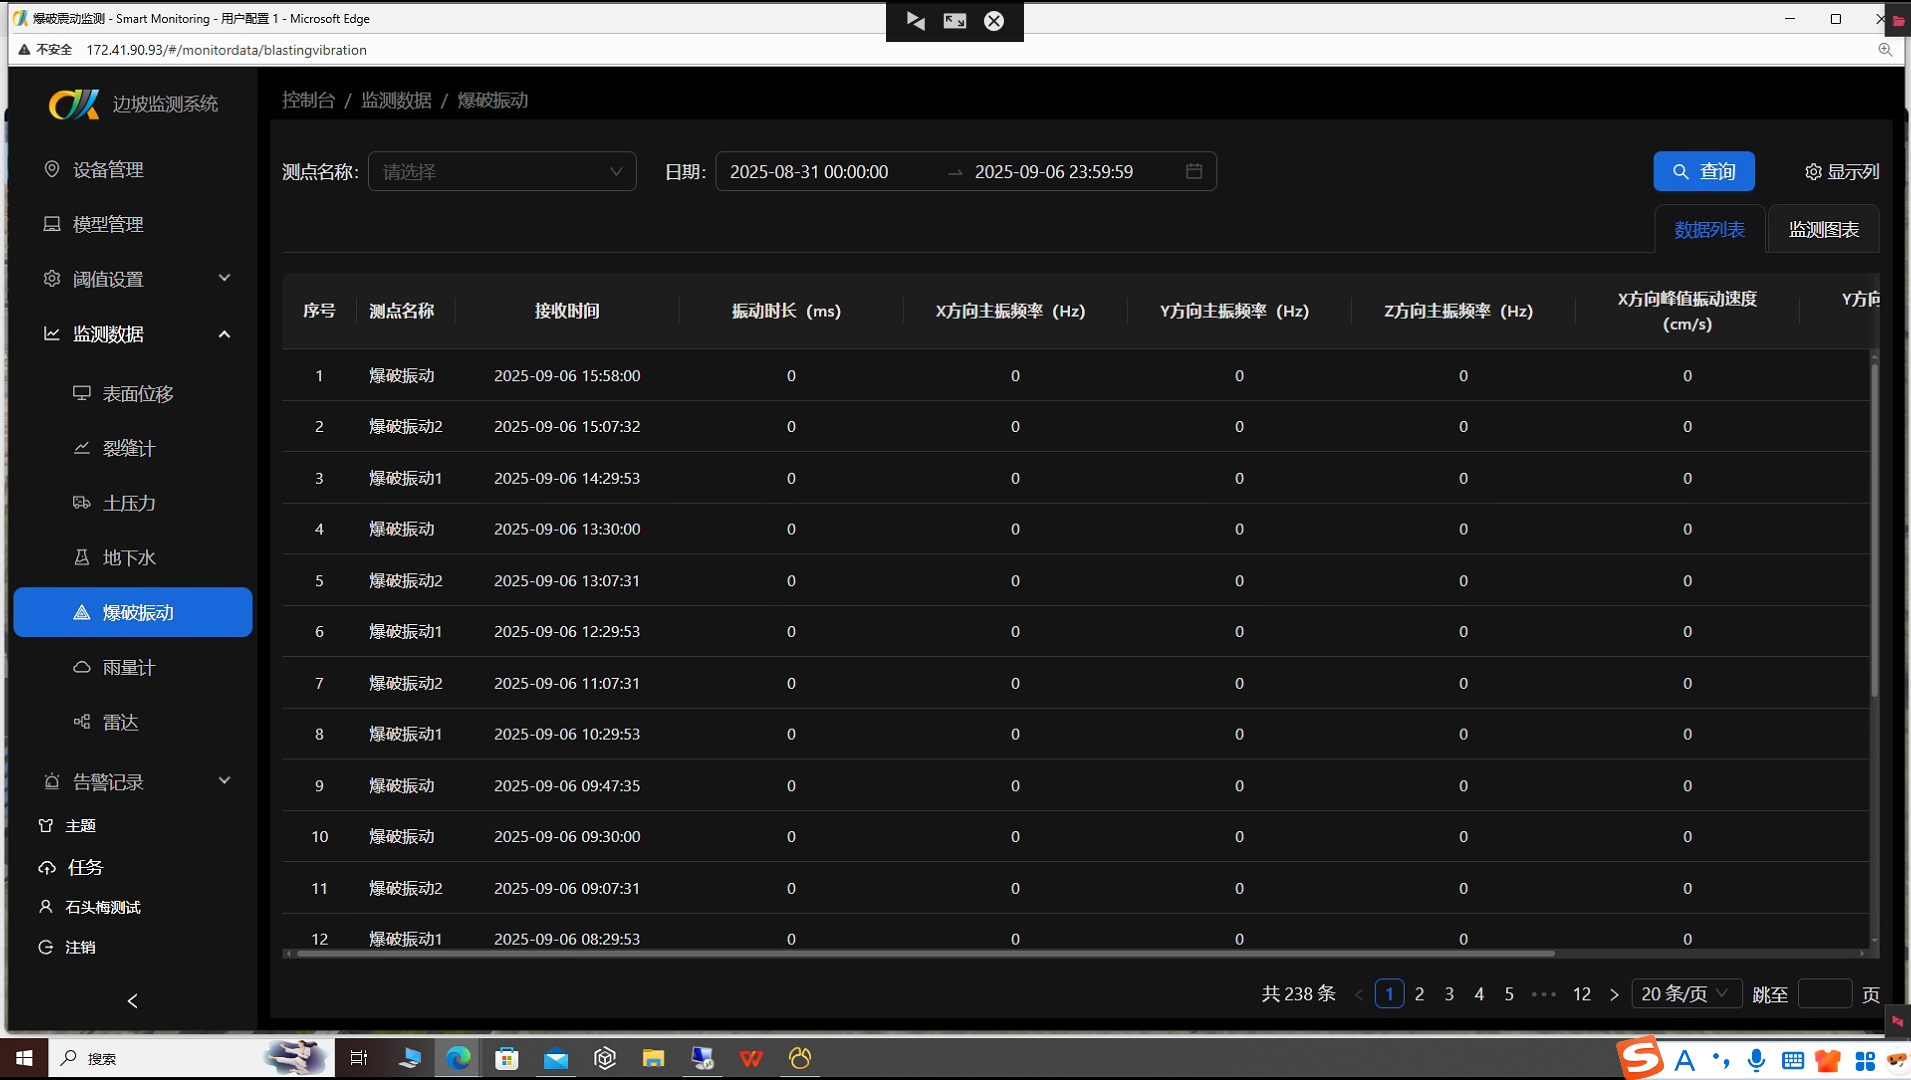 爆破震动监测 - Smart Monitoring - 用户配置 1 - Microsoft Edge
不安全 172.41.90.93/#/monitordata/blastingvibration
边坡监测系统
控制台 / 监测数据 / 爆破振动
设备管理
模型管理
阈值设置
监测数据
表面位移
裂缝计
土压力
地下水
爆破振动
雨量计
雷达
告警记录
主题
任务
石头梅测试
注销
测点名称: 请选择 日期: 2025-08-31 00:00:00 → 2025-09-06 23:59:59 查询 显示列
数据列表 监测图表
序号 测点名称 接收时间 振动时长 (ms) X方向主振频率 (Hz) Y方向主振频率 (Hz) Z方向主振频率 (Hz) X方向峰值振动速度 (cm/s) Y方向
1 爆破振动 2025-09-06 15:58:00 0 0 0 0 0
2 爆破振动2 2025-09-06 15:07:32 0 0 0 0 0
3 爆破振动1 2025-09-06 14:29:53 0 0 0 0 0
4 爆破振动 2025-09-06 13:30:00 0 0 0 0 0
5 爆破振动2 2025-09-06 13:07:31 0 0 0 0 0
6 爆破振动1 2025-09-06 12:29:53 0 0 0 0 0
7 爆破振动2 2025-09-06 11:07:31 0 0 0 0 0
8 爆破振动1 2025-09-06 10:29:53 0 0 0 0 0
9 爆破振动 2025-09-06 09:47:35 0 0 0 0 0
10 爆破振动 2025-09-06 09:30:00 0 0 0 0 0
11 爆破振动2 2025-09-06 09:07:31 0 0 0 0 0
12 爆破振动1 2025-09-06 08:29:53 0 0 0 0 0
共 238 条 < 1 2 3 4 5 ••• 12 > 20 条/页 跳至 页
搜索